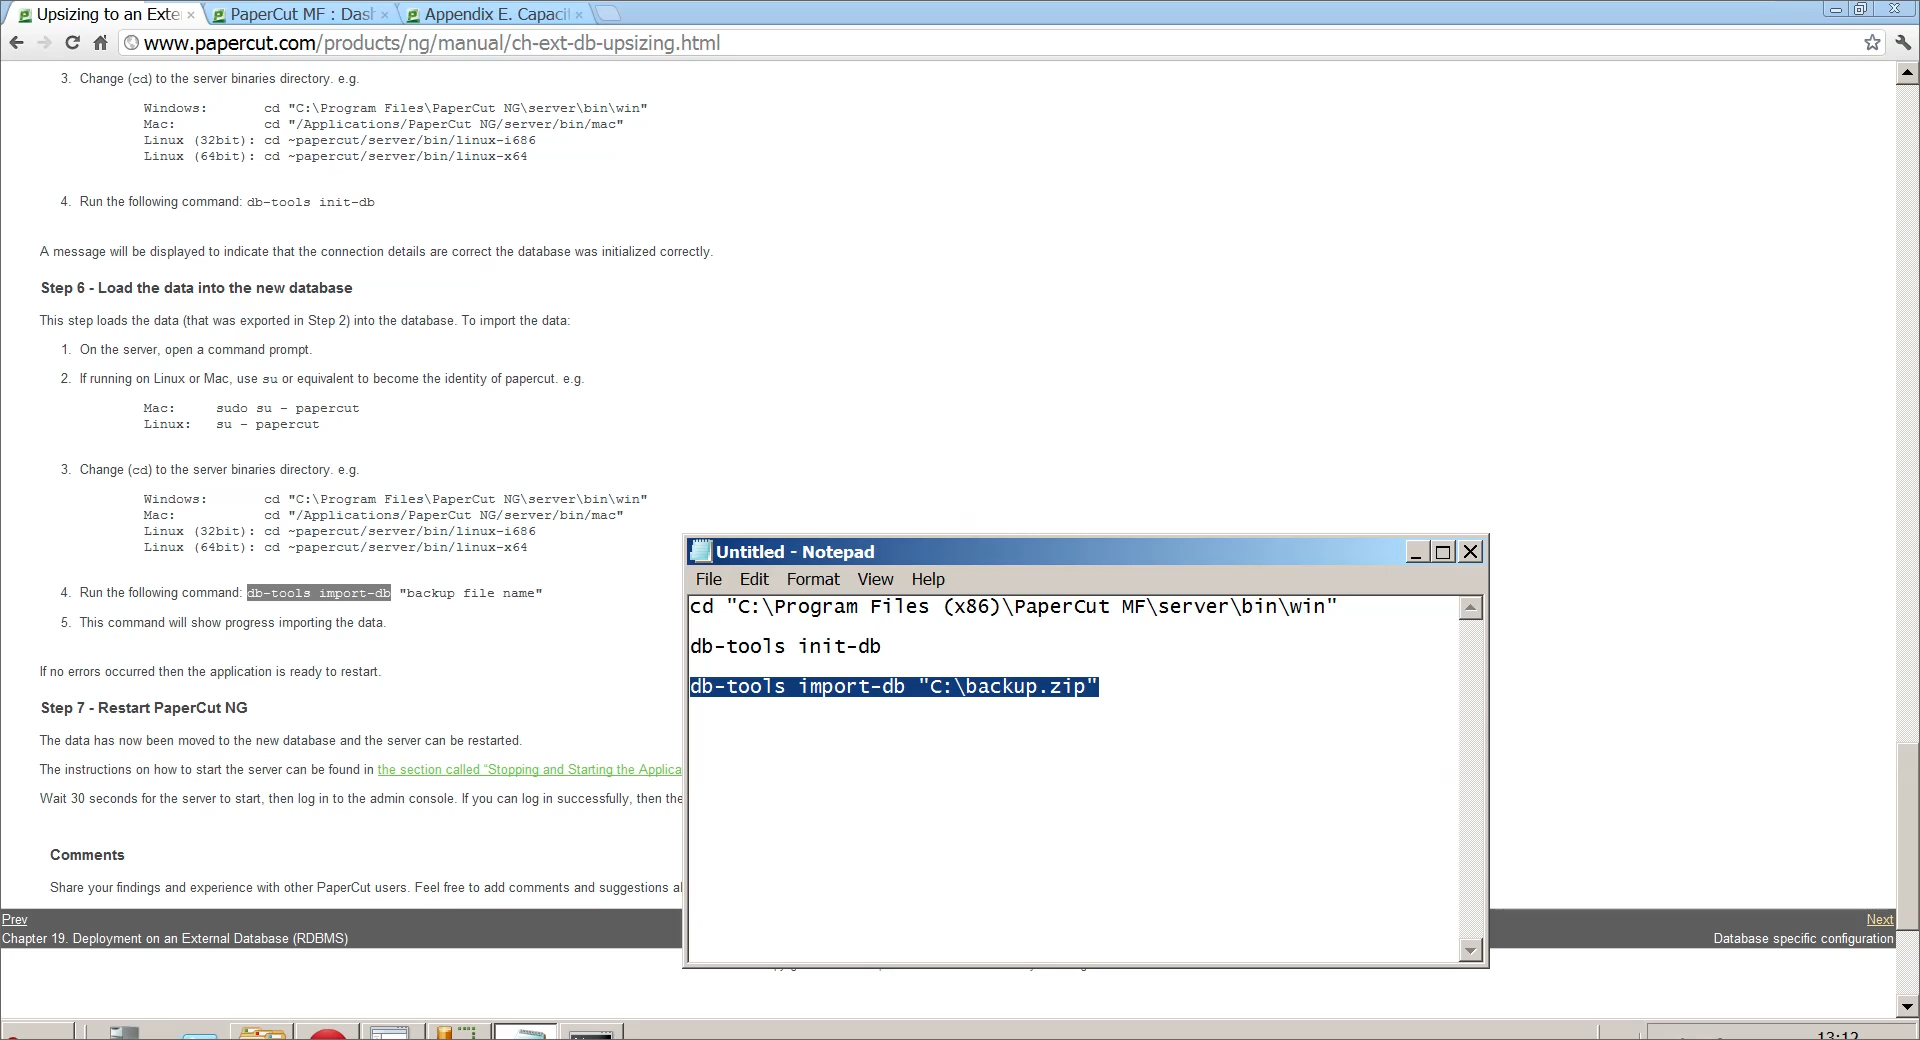 Upsizing to an Exte
PaperCut MF : Dash
Appendix E. Capacit
www.papercut.com/products/ng/manual/ch-ext-db-upsizing.html
3. Change (cd) to the server binaries directory. e.g.
Windows: cd "C:\Program Files\PaperCut NG\server\bin\win"
Mac: cd "/Applications/PaperCut NG/server/bin/mac"
Linux (32bit): cd ~papercut/server/bin/linux-i686
Linux (64bit): cd ~papercut/server/bin/linux-x64
4. Run the following command: db-tools init-db
A message will be displayed to indicate that the connection details are correct the database was initialized correctly.
Step 6 - Load the data into the new database
This step loads the data (that was exported in Step 2) into the database. To import the data:
1. On the server, open a command prompt.
2. If running on Linux or Mac, use su or equivalent to become the identity of papercut. e.g.
Mac: sudo su - papercut
Linux: su - papercut
3. Change (cd) to the server binaries directory. e.g.
Windows: cd "C:\Program Files\PaperCut NG\server\bin\win"
Mac: cd "/Applications/PaperCut NG/server/bin/mac"
Linux (32bit): cd ~papercut/server/bin/linux-i686
Linux (64bit): cd ~papercut/server/bin/linux-x64
4. Run the following command: db-tools import-db "backup file name"
5. This command will show progress importing the data.
If no errors occurred then the application is ready to restart.
Step 7 - Restart PaperCut NG
The data has now been moved to the new database and the server can be restarted.
The instructions on how to start the server can be found in the section called “Stopping and Starting the Applica
Wait 30 seconds for the server to start, then log in to the admin console. If you can log in successfully, then the
Comments
Share your findings and experience with other PaperCut users. Feel free to add comments and suggestions a
Prev
Next
Chapter 19. Deployment on an External Database (RDBMS)
Database specific configuration
Untitled - Notepad
File Edit Format View Help
cd "C:\Program Files (x86)\PaperCut MF\server\bin\win"
db-tools init-db
db-tools import-db "C:\backup.zip"
13:12